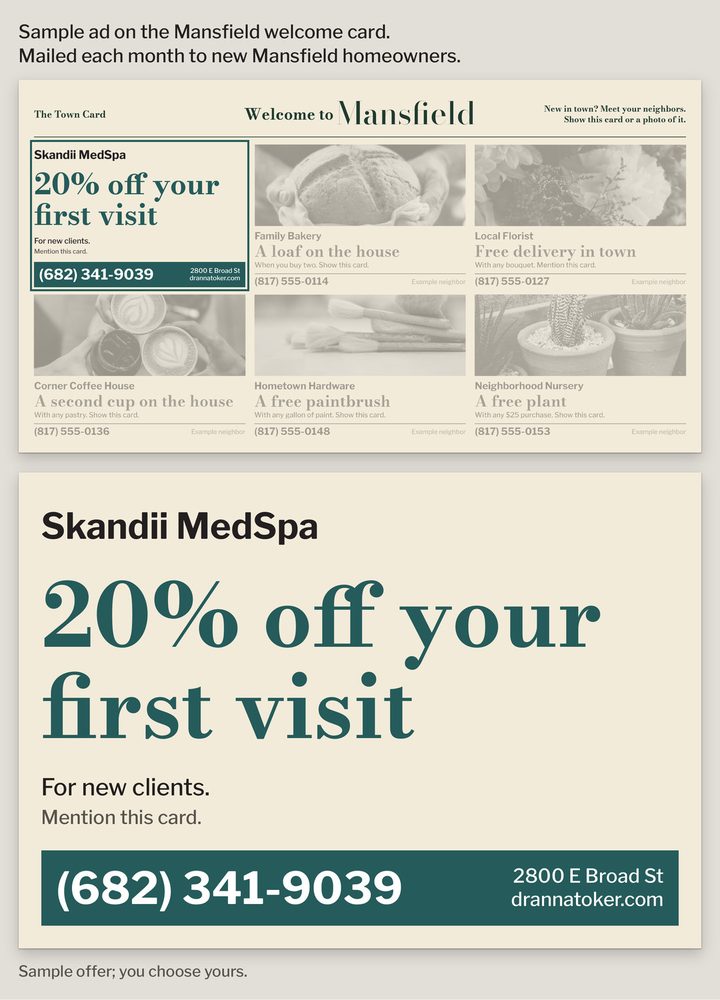 Sample ad on the Mansfield welcome card.
Mailed each month to new Mansfield homeowners.
The Town Card
Welcome to Mansfield
New in town? Meet your neighbors.
Show this card or a photo of it.
Skandii MedSpa
20% off your
first visit
For new clients.
Mention this card.
(682) 341-9039
2800 E Broad St
drannatoker.com
Family Bakery
A loaf on the house
When you buy two. Show this card.
(817) 555-0114
Example neighbor
Local Florist
Free delivery in town
With any bouquet. Mention this card.
(817) 555-0127
Example neighbor
Corner Coffee House
A second cup on the house
With any pastry. Show this card.
(817) 555-0136
Example neighbor
Hometown Hardware
A free paintbrush
With any gallon of paint. Show this card.
(817) 555-0148
Example neighbor
Neighborhood Nursery
A free plant
With any $25 purchase. Show this card.
(817) 555-0153
Example neighbor
Skandii MedSpa
20% off your
first visit
For new clients.
Mention this card.
(682) 341-9039
2800 E Broad St
drannatoker.com
Sample offer; you choose yours.